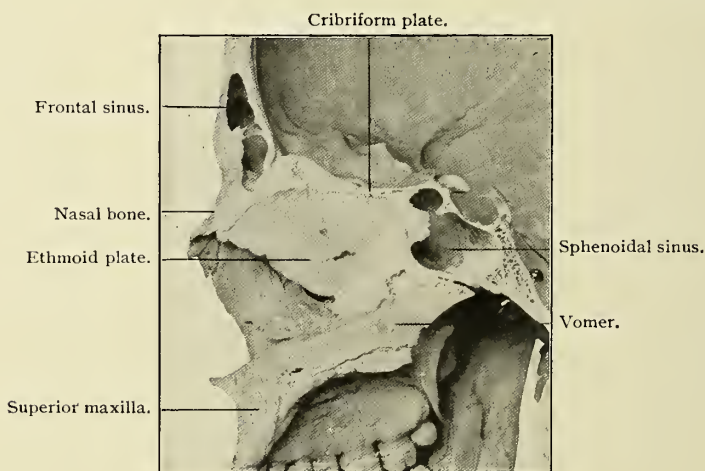 Cribriform plate.
Frontal sinus.
Nasal bone.
Ethmoid plate.
Sphenoidal sinus.
Vomer.
Superior maxilla.